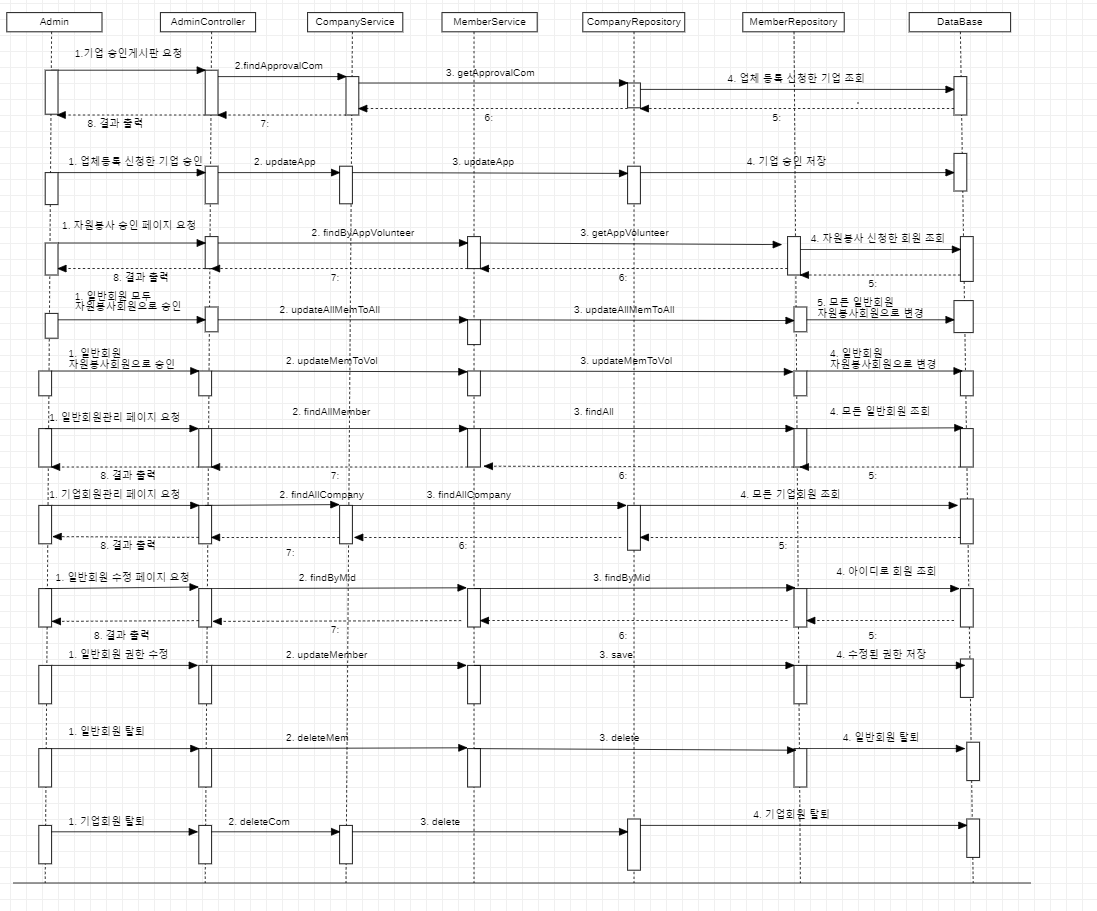 Admin
AdminController
CompanyService
MemberService
CompanyRepository
MemberRepository
DataBase
1.기업 승인게시판 요청
2.findApprovalCom
3. getApprovalCom
4. 업체 등록 신청한 기업 조회
5:
6:
7:
8. 결과 출력
1. 업체등록 신청한 기업 승인
2. updateApp
3. updateApp
4. 기업 승인 저장
1. 자원봉사 승인 페이지 요청
2. findByAppVolunteer
3. getAppVolunteer
4. 자원봉사 신청한 회원 조회
5:
6:
7:
8. 결과 출력
1. 일반회원 모두
자원봉사회원으로 승인
2. updateAllMemToAll
3. updateAllMemToAll
5. 모든 일반회원
자원봉사회원으로 변경
1. 일반회원
자원봉사회원으로 승인
2. updateMemToVol
3. updateMemToVol
4. 일반회원
자원봉사회원으로 변경
1. 일반회원관리 페이지 요청
2. findAllMember
3. findAll
4. 모든 일반회원 조회
5:
6:
7:
8. 결과 출력
1. 기업회원관리 페이지 요청
2. findAllCompany
3. findAllCompany
4. 모든 기업회원 조회
5:
6:
7:
8. 결과 출력
1. 일반회원 수정 페이지 요청
2. findByMid
3. findByMid
4. 아이디로 회원 조회
5:
6:
7:
8. 결과 출력
1. 일반회원 권한 수정
2. updateMember
3. save
4. 수정된 권한 저장
1. 일반회원 탈퇴
2. deleteMem
3. delete
4. 일반회원 탈퇴
1. 기업회원 탈퇴
2. deleteCom
3. delete
4. 기업회원 탈퇴